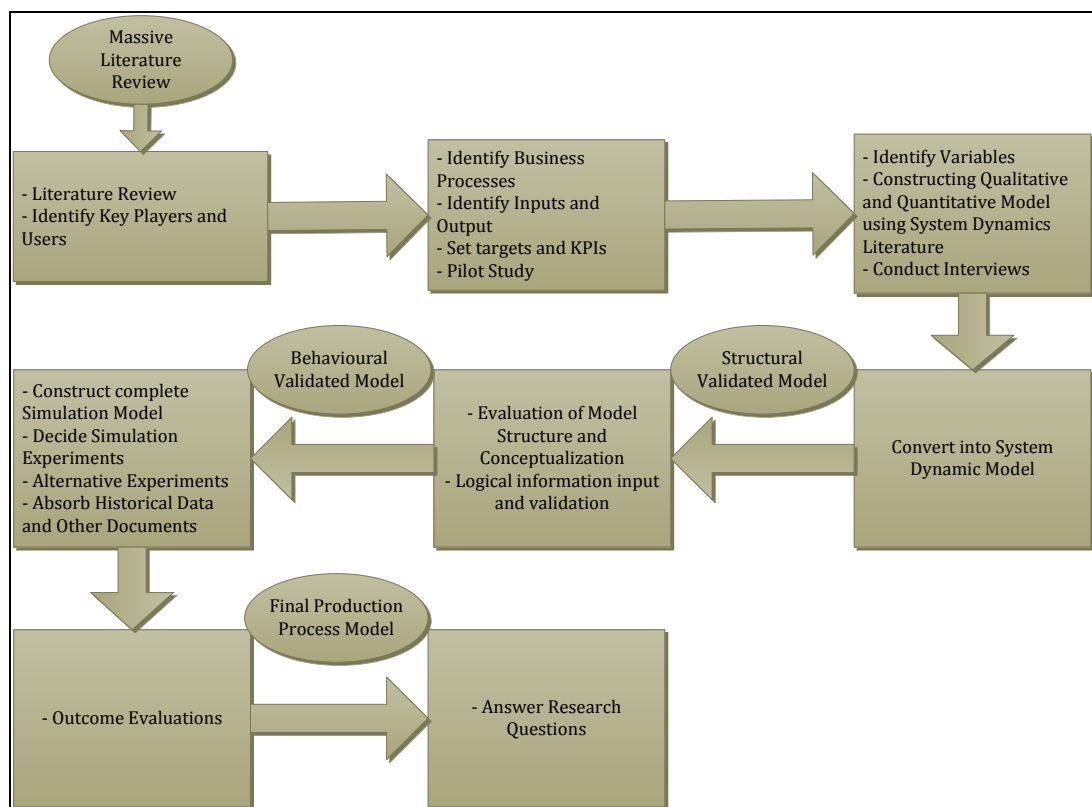 Massive
Literature
Review
- Literature Review
- Identify Key Players and
Users
- Identify Business
Processes
- Identify Inputs and
Output
- Set targets and KPIs
- Pilot Study
- Identify Variables
- Constructing Qualitative
and Quantitative Model
using System Dynamics
Literature
- Conduct Interviews
Convert into System
Dynamic Model
Structural
Validated Model
- Evaluation of Model
Structure and
Conceptualization
- Logical information input
and validation
Behavioural
Validated Model
- Construct complete
Simulation Model
- Decide Simulation
Experiments
- Alternative Experiments
- Absorb Historical Data
and Other Documents
- Outcome Evaluations
Final Production
Process Model
- Answer Research
Questions